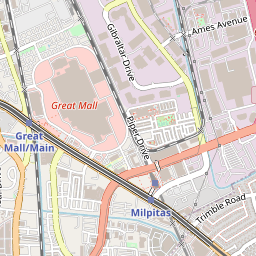 Ames Avenue
Gibraltar Drive
Great Mall
Piper Drive
Great
Mall/Main
Milpitas
Trimble Road